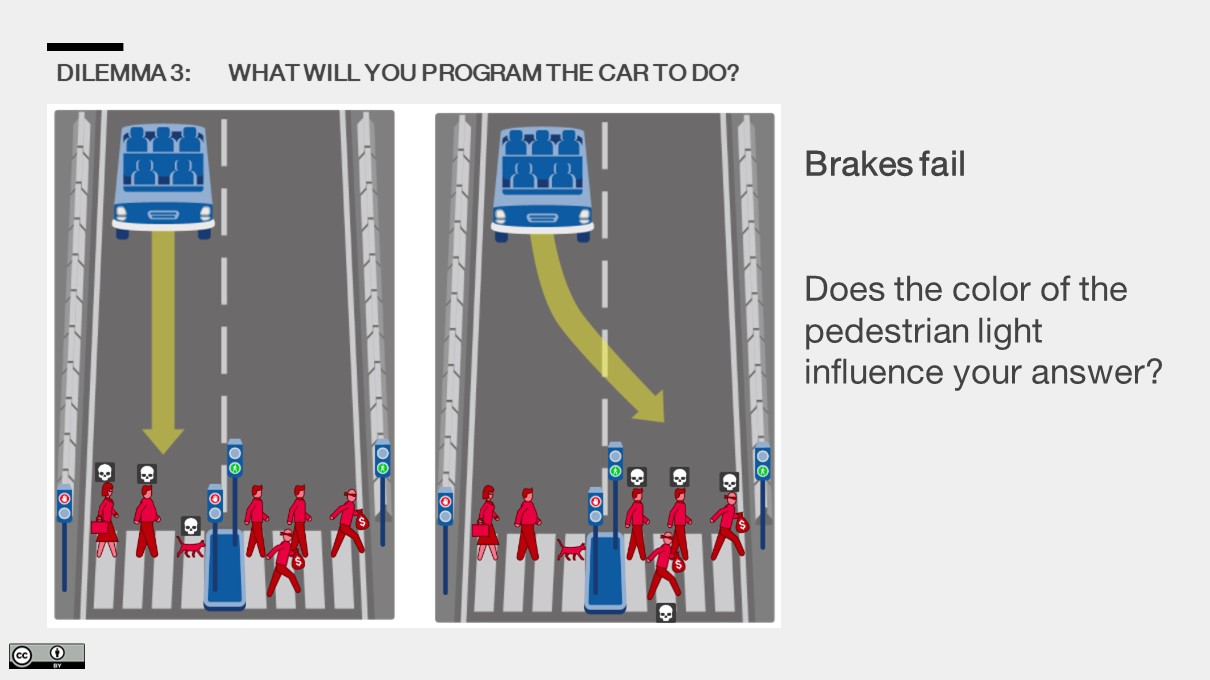 DILEMMA 3: WHAT WILL YOU PROGRAM THE CAR TO DO?
Brakes fail
Does the color of the
pedestrian light
influence your answer?
$
$
$
$
cc
BY